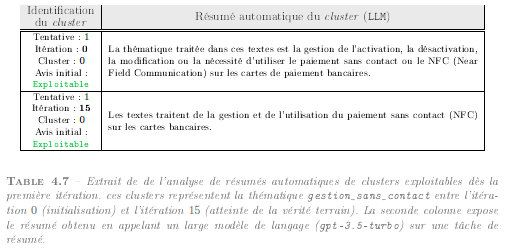 Identification
du cluster
Résumé automatique du cluster (LLM)
Tentative : 1
Itération : 0
Cluster : 0
Avis initial :
Exploitable
La thématique traitée dans ces textes est la gestion de l'activation, la désactivation,
la modification ou la nécessité d'utiliser le paiement sans contact ou le NFC (Near
Field Communication) sur les cartes de paiement bancaires.
Tentative : 1
Itération : 15
Cluster : 0
Avis initial :
Exploitable
Les textes traitent de la gestion et de l'utilisation du paiement sans contact (NFC)
sur les cartes bancaires.
TABLE 4.7 – Extrait de de l'analyse de résumés automatiques de clusters exploitables dès la
première itération. ces clusters représentent la thématique gestion_sans_contact entre l'itéra-
tion 0 (initialisation) et l'itération 15 (atteinte de la vérité terrain). La seconde colonne expose
le résumé obtenu en appelant un large modèle de langage (gpt-3.5-turbo) sur une tâche de
résumé.